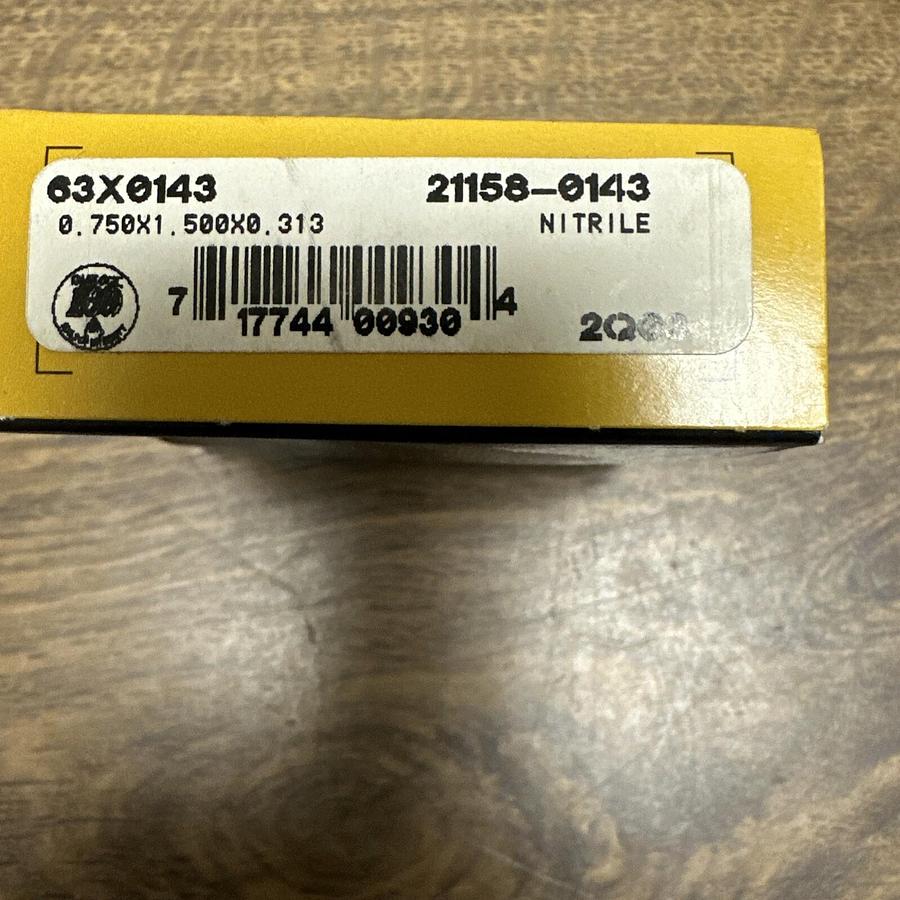 63X0143 21158-0143
0.750X1.500X0.313 NITRILE
7 17744 00930 4